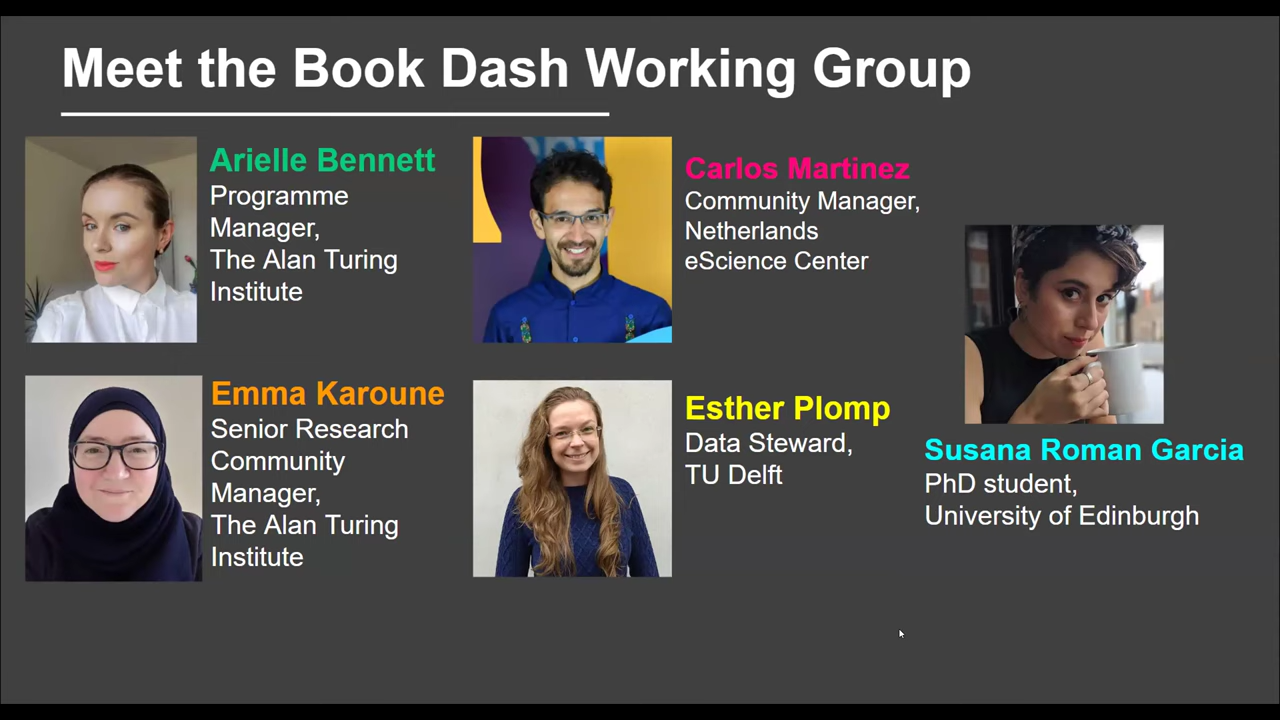 Meet the Book Dash Working Group
Arielle Bennett
Programme
Manager,
The Alan Turing
Institute
Carlos Martinez
Community Manager,
Netherlands
eScience Center
Emma Karoune
Senior Research
Community
Manager,
The Alan Turing
Institute
Esther Plomp
Data Steward,
TU Delft
Susana Roman Garcia
PhD student,
University of Edinburgh